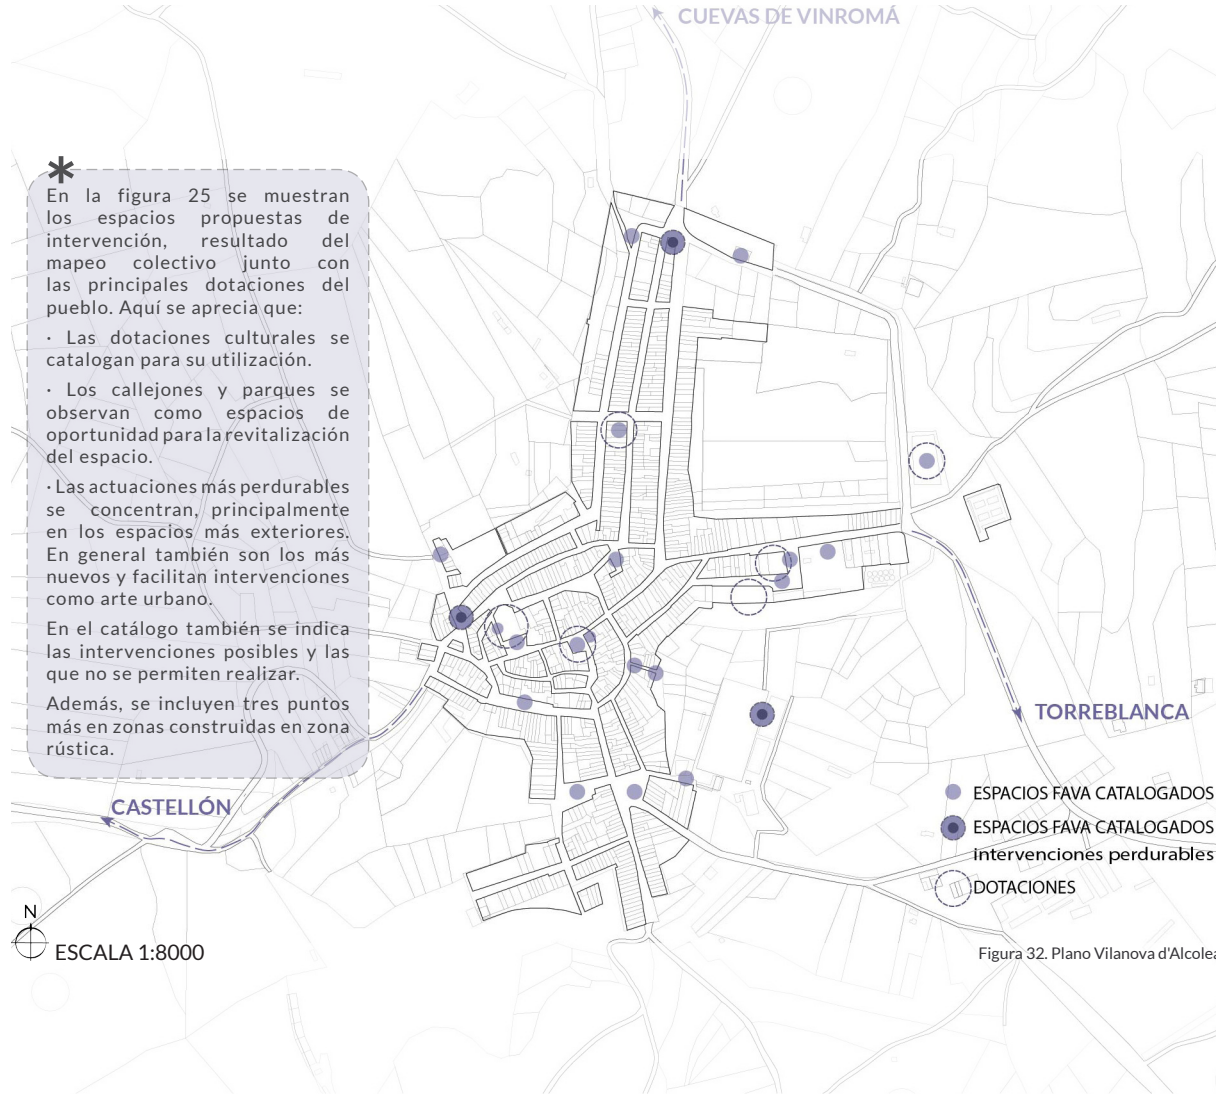 CUEVAS DE VINROMÁ
*
En la figura 25 se muestran
los espacios propuestas de
intervención, resultado del
mapeo colectivo junto con
las principales dotaciones del
pueblo. Aquí se aprecia que:
· Las dotaciones culturales se
catalogan para su utilización.
· Los callejones y parques se
observan como espacios de
oportunidad para la revitalización
del espacio.
· Las actuaciones más perdurables
se concentran, principalmente
en los espacios más exteriores.
En general también son los más
nuevos y facilitan intervenciones
como arte urbano.
En el catálogo también se indica
las intervenciones posibles y las
que no se permiten realizar.
Además, se incluyen tres puntos
más en zonas construidas en zona
rústica.
TORREBLANCA
CASTELLÓN
ESPACIOS FAVA CATALOGADOS
ESPACIOS FAVA CATALOGADOS
intervenciones perdurables
DOTACIONES
N
ESCALA 1:8000
Figura 32. Plano Vilanova d'Alcolea